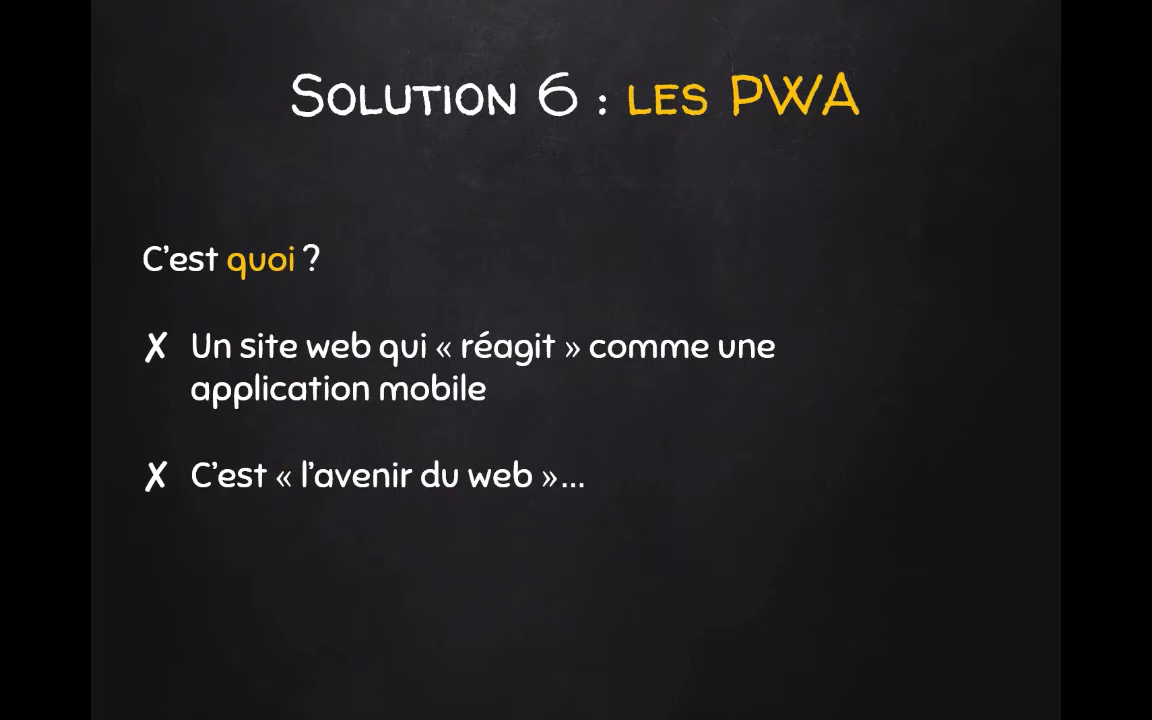 Solution 6 : les PWA
C’est quoi ?
✗ Un site web qui « réagit » comme une
application mobile
✗ C’est « l’avenir du web »...